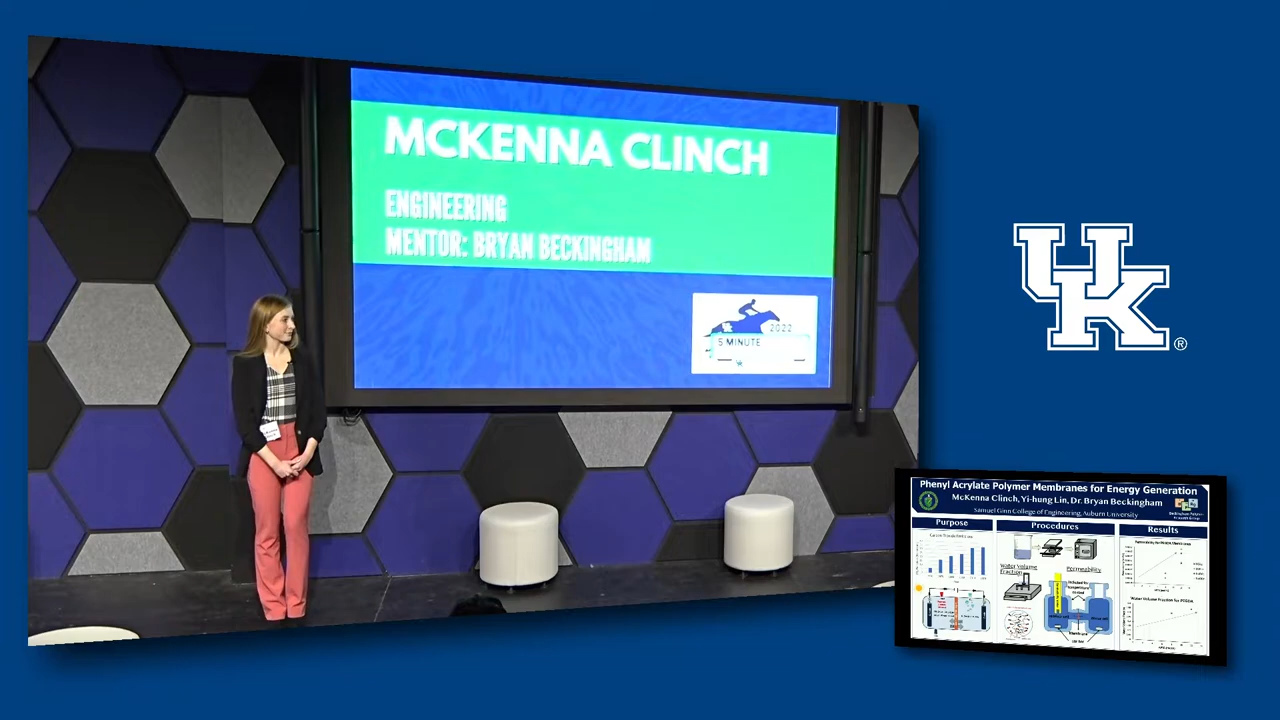 MCKENNA CLINCH
ENGINEERING
MENTOR: BRYAN BECKINGHAM
2022
5 MINUTE
UK
®
Phenyl Acrylate Polymer Membranes for Energy Generation
McKenna Clinch, Yi-hung Lin, Dr. Bryan Beckingham
Samuel Ginn College of Engineering, Auburn University
Purpose
Procedures
Results
Water Volume
Fraction
Permeability